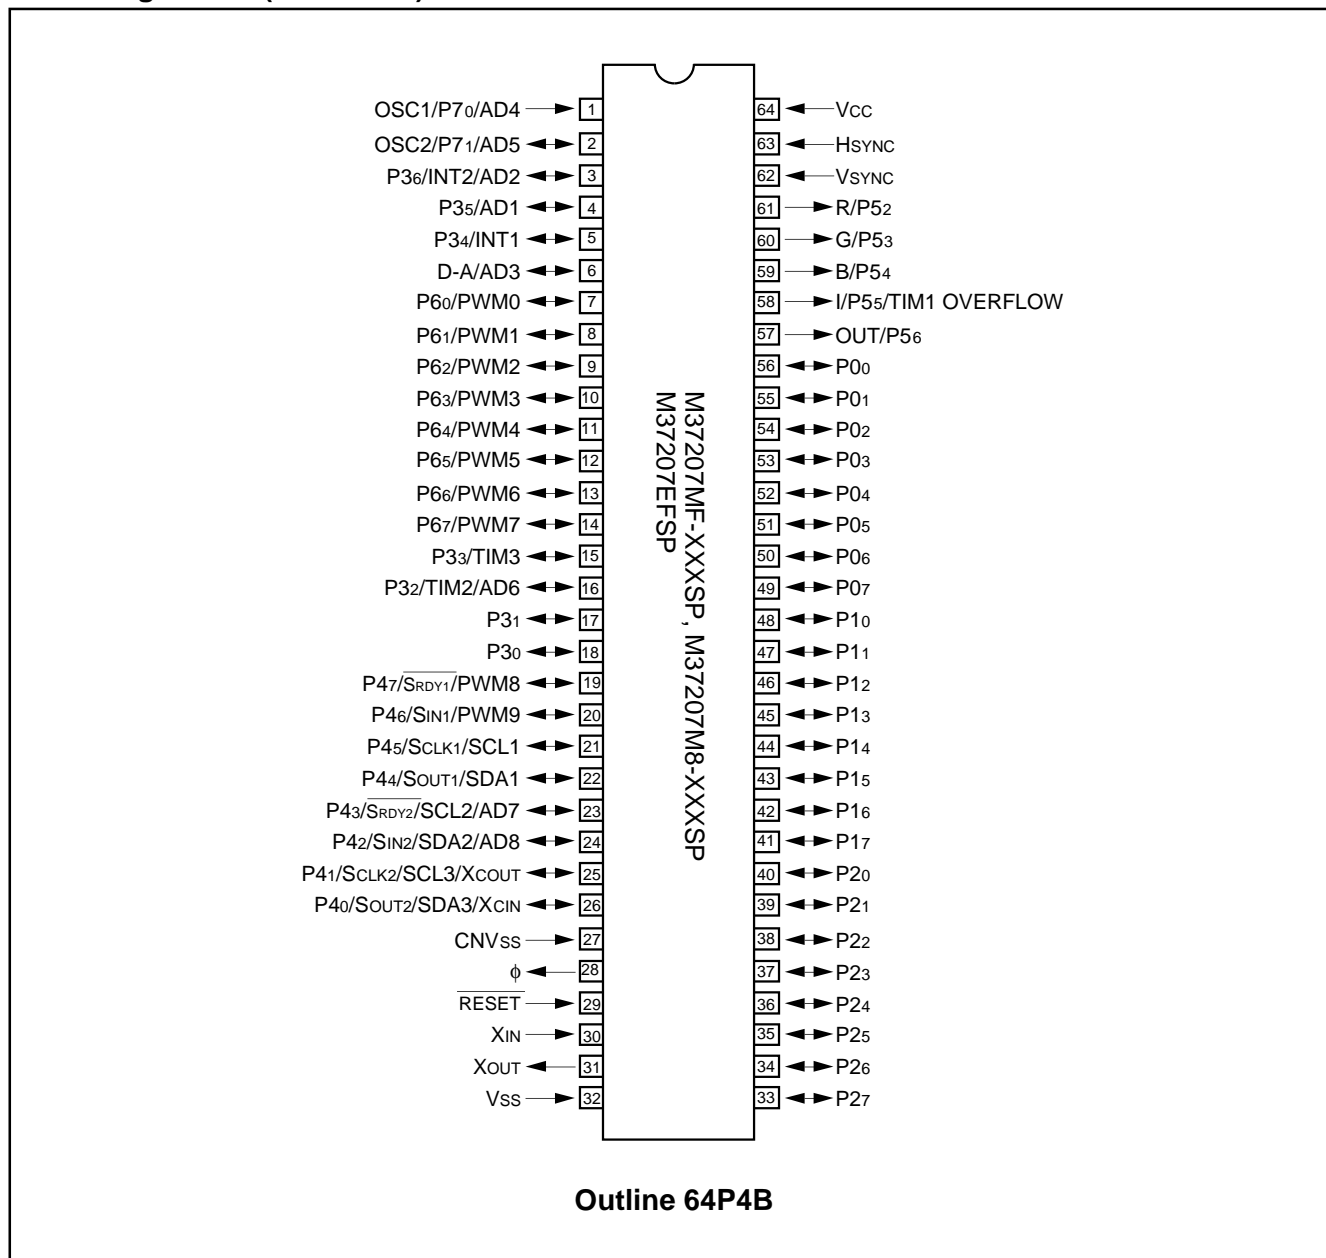 OSC1/P70/AD4 1
OSC2/P71/AD5 2
P36/INT2/AD2 3
P35/AD1 4
P34/INT1 5
D-A/AD3 6
P60/PWM0 7
P61/PWM1 8
P62/PWM2 9
P63/PWM3 10
P64/PWM4 11
P65/PWM5 12
P66/PWM6 13
P67/PWM7 14
P33/TIM3 15
P32/TIM2/AD6 16
P31 17
P30 18
P47/SRDY1/PWM8 19
P46/SIN1/PWM9 20
P45/SCLK1/SCL1 21
P44/SOUT1/SDA1 22
P43/SRDY2/SCL2/AD7 23
P42/SIN2/SDA2/AD8 24
P41/SCLK2/SCL3/XCOUT 25
P40/SOUT2/SDA3/XCIN 26
CNVSS 27
ϕ 28
RESET 29
XIN 30
XOUT 31
VSS 32
M37207MF-XXXSP, M37207M8-XXXSP
M37207EFSP
64 VCC
63 HSYNC
62 VSYNC
61 R/P52
60 G/P53
59 B/P54
58 I/P55/TIM1 OVERFLOW
57 OUT/P56
56 P00
55 P01
54 P02
53 P03
52 P04
51 P05
50 P06
49 P07
48 P10
47 P11
46 P12
45 P13
44 P14
43 P15
42 P16
41 P17
40 P20
39 P21
38 P22
37 P23
36 P24
35 P25
34 P26
33 P27
Outline 64P4B